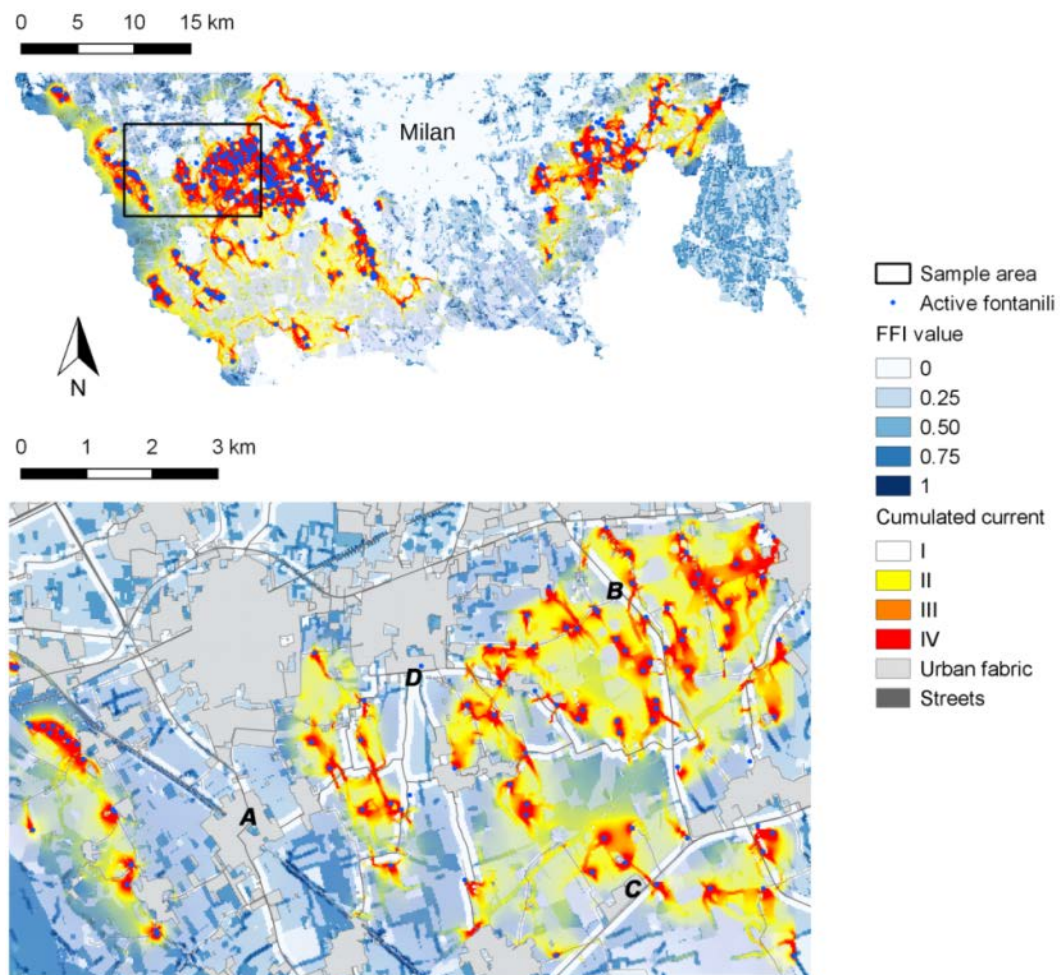 0 5 10 15 km
Milan
N
Sample area
Active fontanili
FFI value
0
0.25
0.50
0.75
1
Cumulated current
I
II
III
IV
Urban fabric
Streets
0 1 2 3 km
B
D
A
C